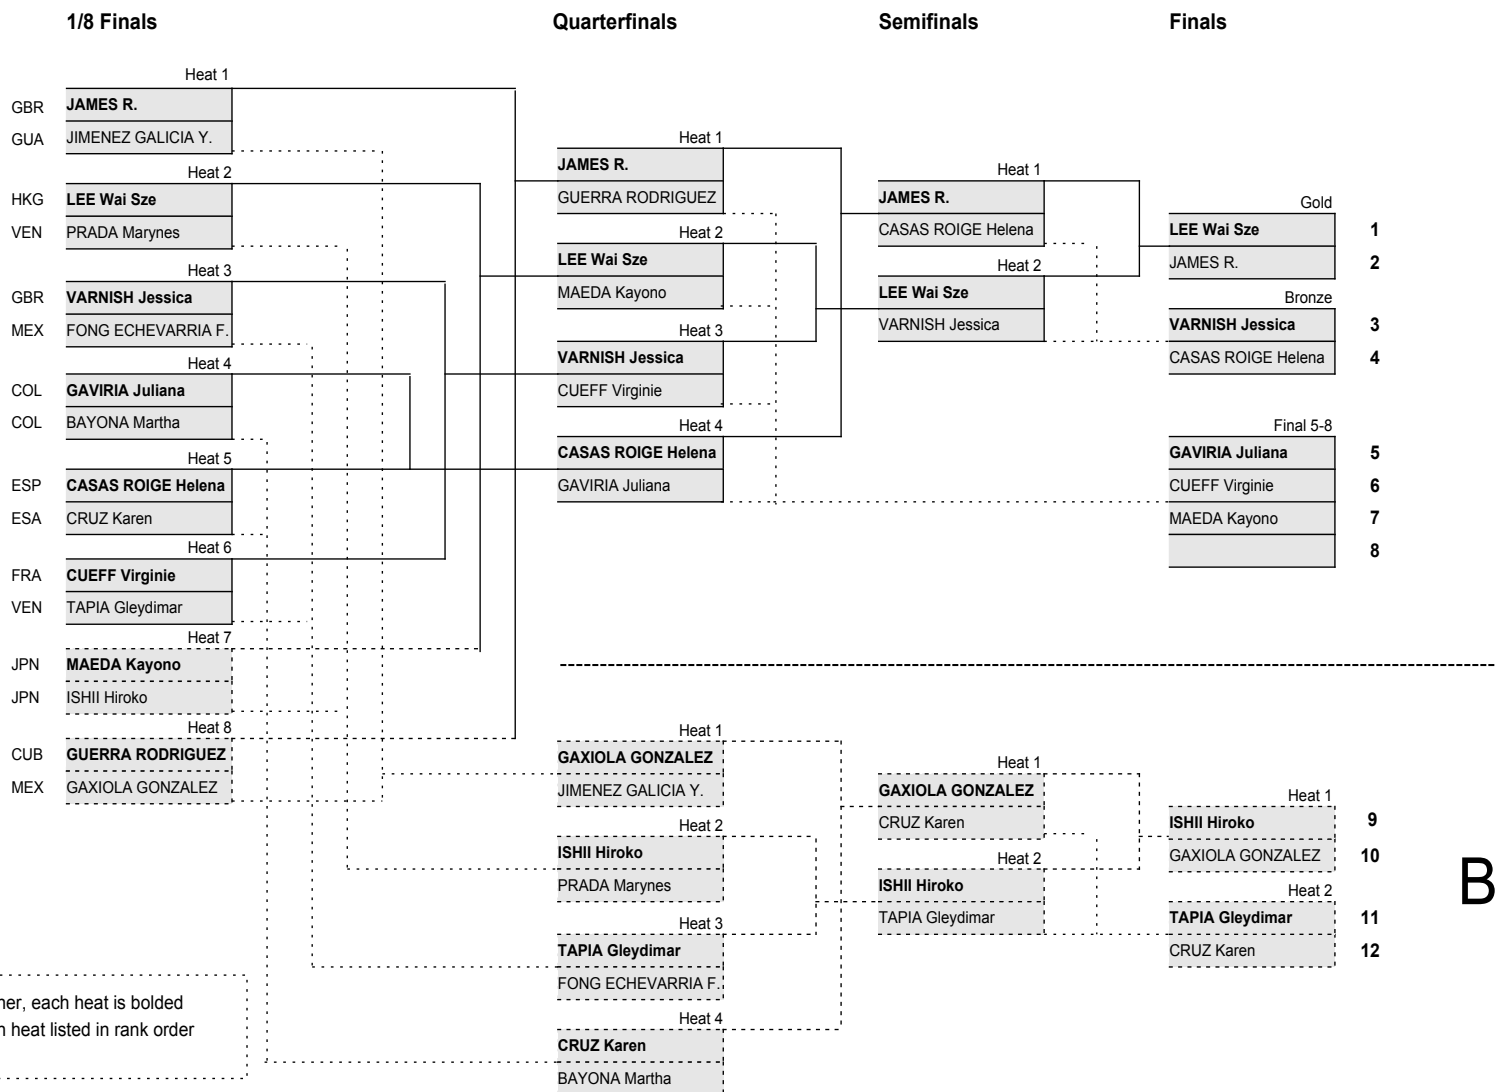 1/8 Finals
Quarterfinals
Semifinals
Finals
Heat 1
GBR JAMES R.
GUA JIMENEZ GALICIA Y.
Heat 2
HKG LEE Wai Sze
VEN PRADA Marynes
Heat 3
GBR VARNISH Jessica
MEX FONG ECHEVARRIA F.
Heat 4
COL GAVIRIA Juliana
COL BAYONA Martha
Heat 5
ESP CASAS ROIGE Helena
ESA CRUZ Karen
Heat 6
FRA CUEFF Virginie
VEN TAPIA Gleydimar
Heat 7
JPN MAEDA Kayono
JPN ISHII Hiroko
Heat 8
CUB GUERRA RODRIGUEZ
MEX GAXIOLA GONZALEZ
Heat 1
JAMES R.
GUERRA RODRIGUEZ
Heat 2
LEE Wai Sze
MAEDA Kayono
Heat 3
VARNISH Jessica
CUEFF Virginie
Heat 4
CASAS ROIGE Helena
GAVIRIA Juliana
Heat 1
JAMES R.
CASAS ROIGE Helena
Heat 2
LEE Wai Sze
VARNISH Jessica
Gold
LEE Wai Sze 1
JAMES R. 2
Bronze
VARNISH Jessica 3
CASAS ROIGE Helena 4
Final 5-8
GAVIRIA Juliana 5
CUEFF Virginie 6
MAEDA Kayono 7
8
Heat 1
GAXIOLA GONZALEZ
JIMENEZ GALICIA Y.
Heat 2
ISHII Hiroko
PRADA Marynes
Heat 3
TAPIA Gleydimar
FONG ECHEVARRIA F.
Heat 4
CRUZ Karen
BAYONA Martha
Heat 1
GAXIOLA GONZALEZ
CRUZ Karen
Heat 2
ISHII Hiroko
TAPIA Gleydimar
Heat 1
ISHII Hiroko 9
GAXIOLA GONZALEZ 10
Heat 2
TAPIA Gleydimar 11
CRUZ Karen 12
B
each heat is bolded
heat listed in rank order